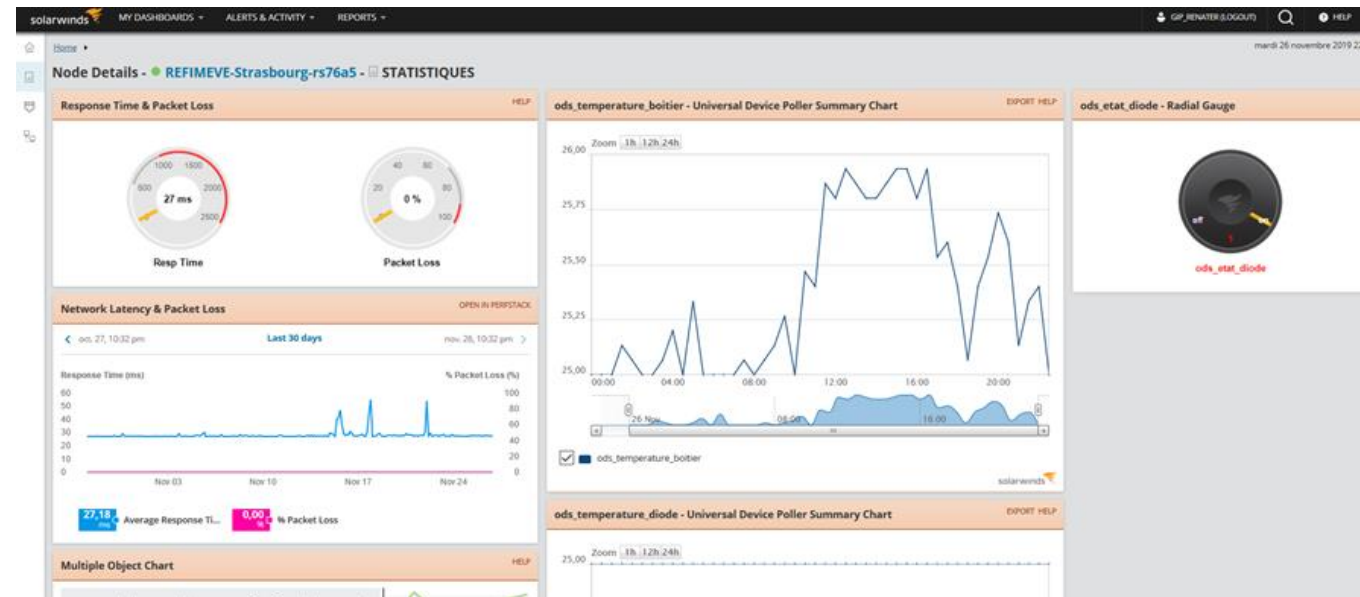 solarwinds MY DASHBOARDS ALERTS & ACTIVITY REPORTS GIP_RENATER (LOGOUT) HELP
Home
mardi 26 novembre 2019 22
Node Details - REFIMEVE-Strasbourg-rs76a5 - STATISTIQUES
Response Time & Packet Loss HELP
500 1000 1500 2000 2500
27 ms
Resp Time
20 40 60 80 100
0 %
Packet Loss
Network Latency & Packet Loss OPEN IN PERFSTACK
oct. 27, 10:32 pm Last 30 days nov. 26, 10:32 pm
Response Time (ms) % Packet Loss (%)
60 100
50 80
40 60
30 40
20 20
10 0
0
Nov 03 Nov 10 Nov 17 Nov 24
27,18 ms Average Response Ti... 0,00 % % Packet Loss
Multiple Object Chart HELP
ods_temperature_boitier - Universal Device Poller Summary Chart EXPORT HELP
Zoom 1h 12h 24h
26,00
25,75
25,50
25,25
25,00
00:00 04:00 08:00 12:00 16:00 20:00
26 Nov 08:00 16:00
ods_temperature_boitier
solarwinds
ods_temperature_diode - Universal Device Poller Summary Chart EXPORT HELP
Zoom 1h 12h 24h
25,00
ods_etat_diode - Radial Gauge
off on
1
ods_etat_diode